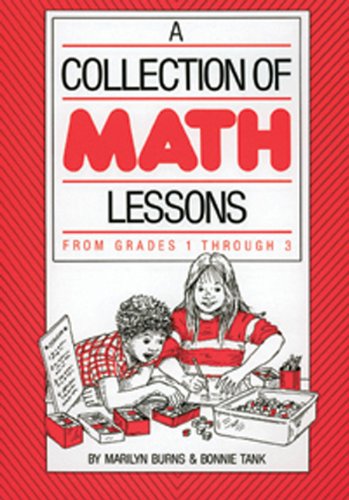 A
COLLECTION OF
MATH
LESSONS
FROM GRADES 1 THROUGH 3
BY MARILYN BURNS & BONNIE TANK